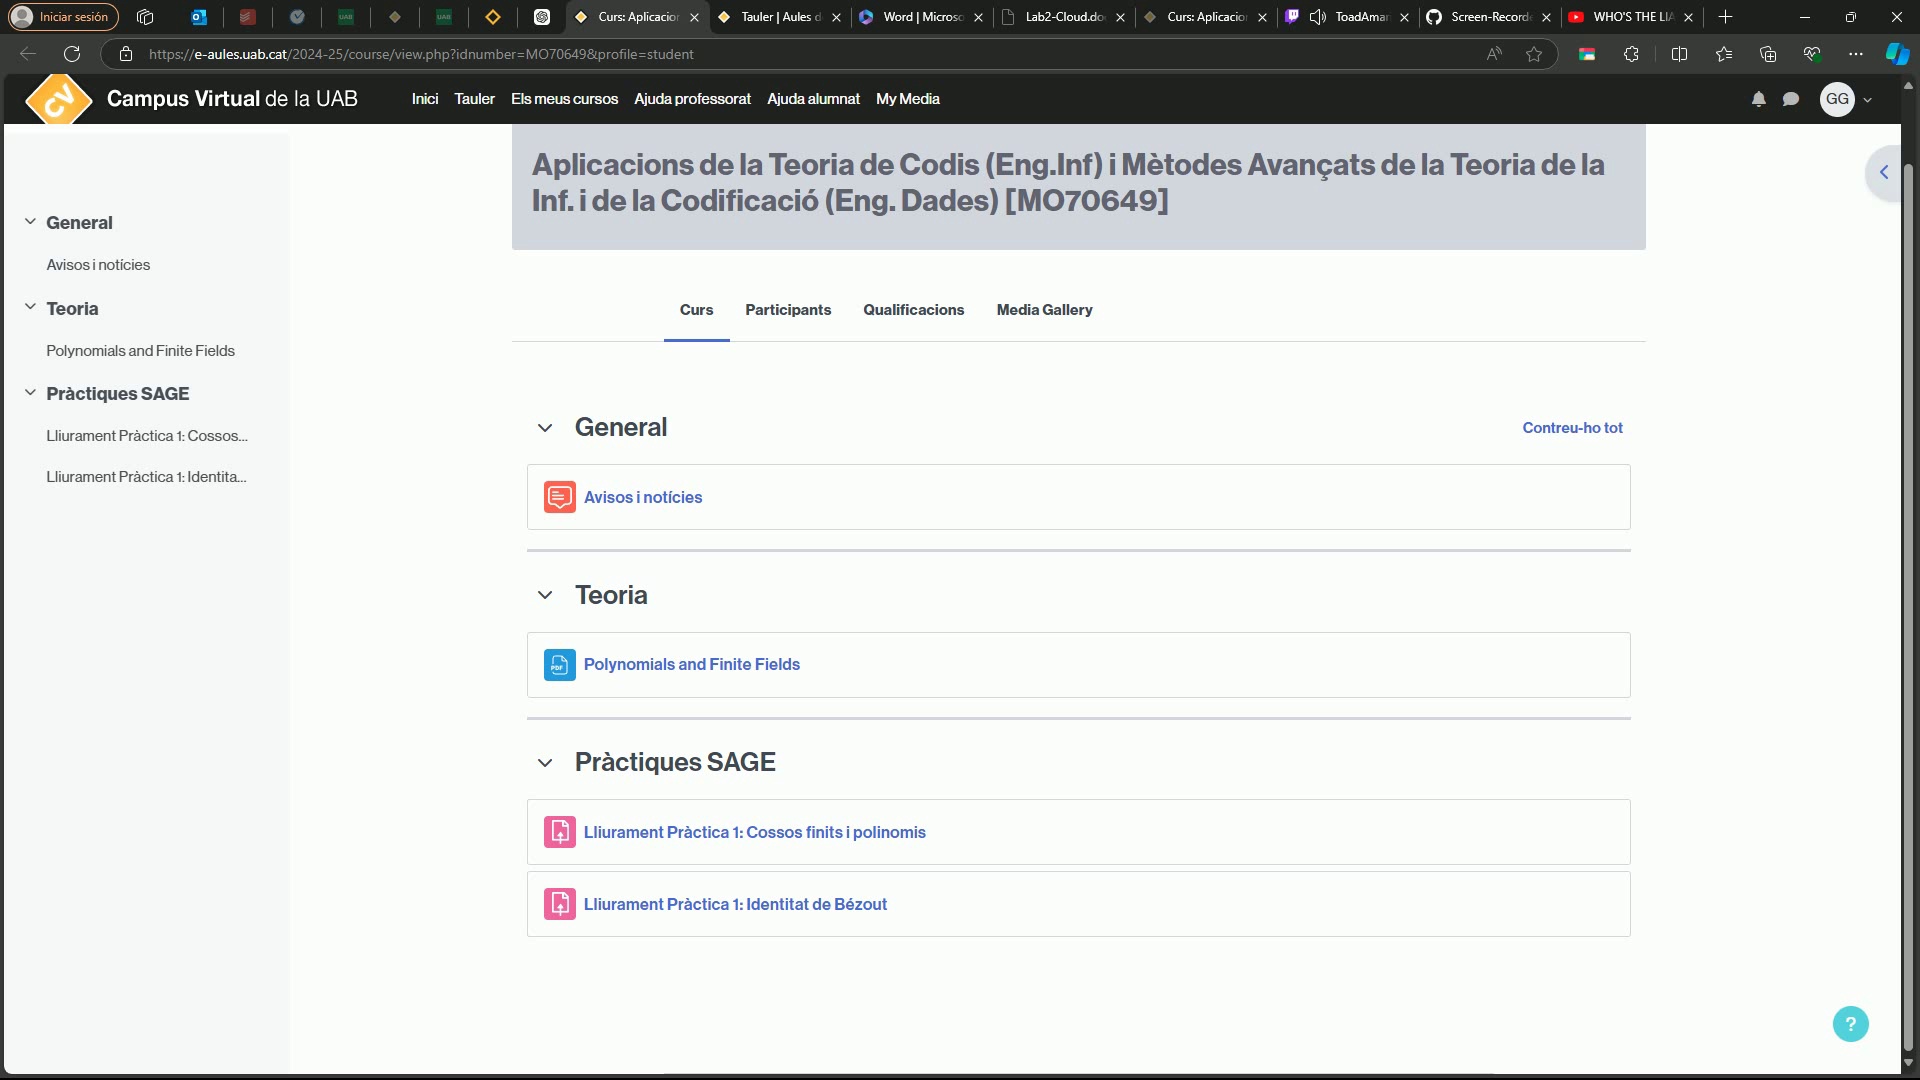 Iniciar sesión
Curs: Aplicacior
Tauler | Aules d
Word | Microso
Lab2-Cloud.do
Curs: Aplicacior
ToadAmar
Screen-Recorde
WHO'S THE LIA
https://e-aules.uab.cat/2024-25/course/view.php?idnumber=MO70649&profile=student
CV
Campus Virtual de la UAB
Inici
Tauler
Els meus cursos
Ajuda professorat
Ajuda alumnat
My Media
GG
Aplicacions de la Teoria de Codis (Eng.Inf) i Mètodes Avançats de la Teoria de la
Inf. i de la Codificació (Eng. Dades) [MO70649]
General
Avisos i notícies
Teoria
Polynomials and Finite Fields
Pràctiques SAGE
Lliurament Pràctica 1: Cossos...
Lliurament Pràctica 1: Identita...
Curs
Participants
Qualificacions
Media Gallery
General
Contreu-ho tot
Avisos i notícies
Teoria
PDF
Polynomials and Finite Fields
Pràctiques SAGE
Lliurament Pràctica 1: Cossos finits i polinomis
Lliurament Pràctica 1: Identitat de Bézout
?